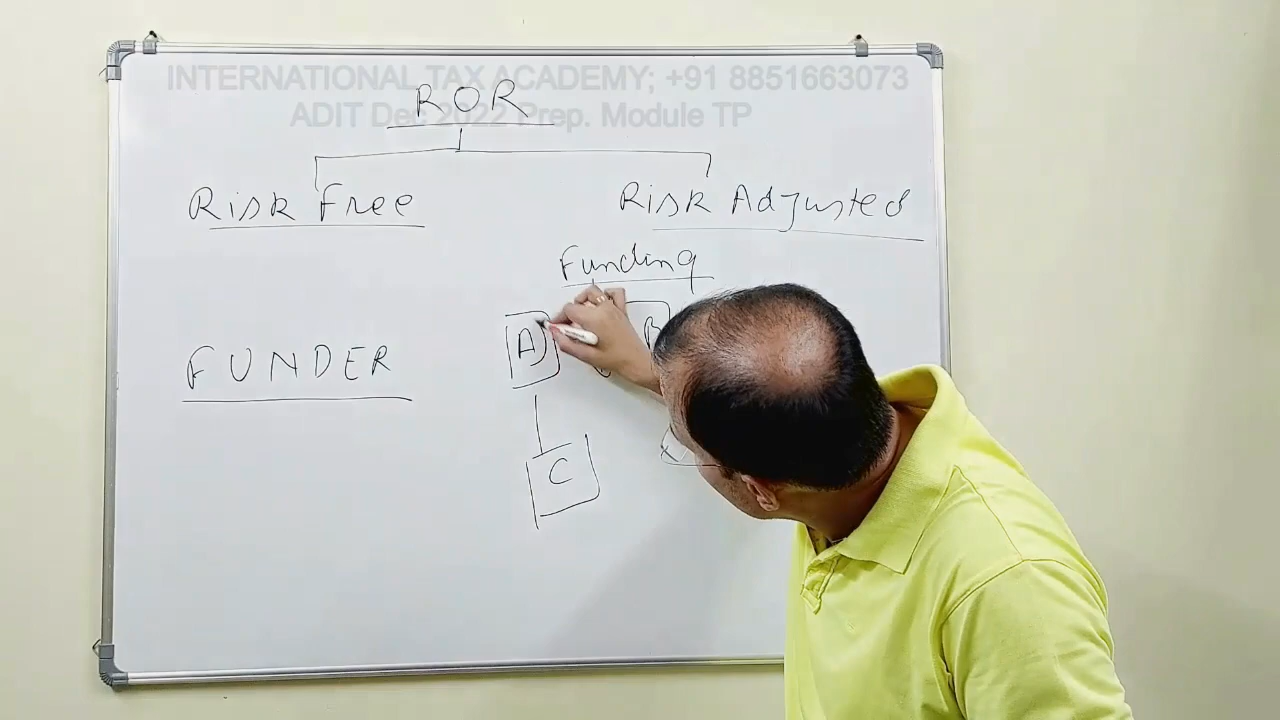 INTERNATIONAL TAX ACADEMY; +91 8851663073
ADIT Dec 2022 Prep. Module TP
ROR
Risk Free
Risk Adjusted
Funding
A
B
FUNDER
C